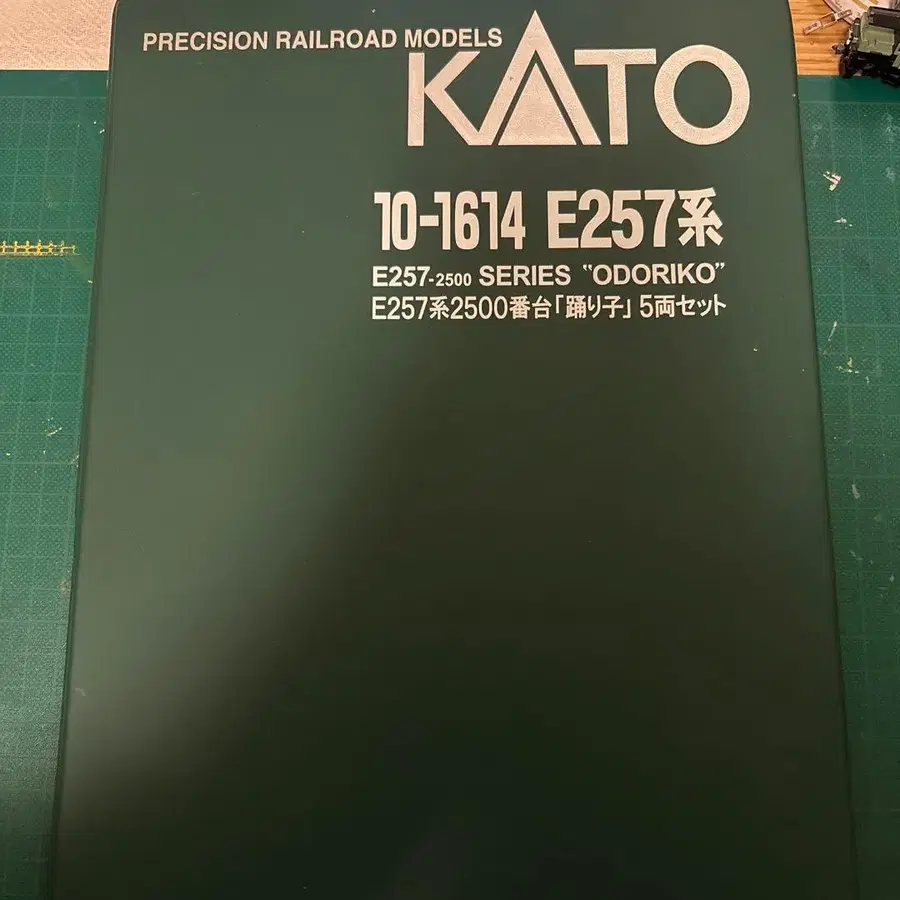 PRECISION RAILROAD MODELS
KATO
10-1614 E257系
E257-2500 SERIES "ODORIKO"
E257系2500番台「踊り子」5両セット